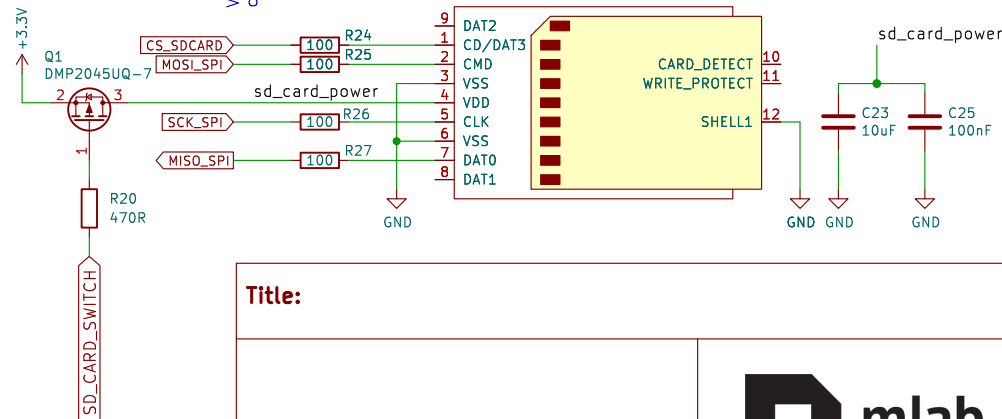 +3.3V
Q1
DMP2045UQ-7
2
3
1
R20
470R
SD_CARD_SWITCH
CS_SDCARD
100
R24
MOSI_SPI
100
R25
sd_card_power
SCK_SPI
100
R26
MISO_SPI
100
R27
9 DAT2
1 CD/DAT3
2 CMD
3 VSS
4 VDD
5 CLK
6 VSS
7 DAT0
8 DAT1
GND
CARD_DETECT 10
WRITE_PROTECT 11
SHELL1 12
GND
sd_card_power
C23
10uF
C25
100nF
GND
GND
Title:
mlab